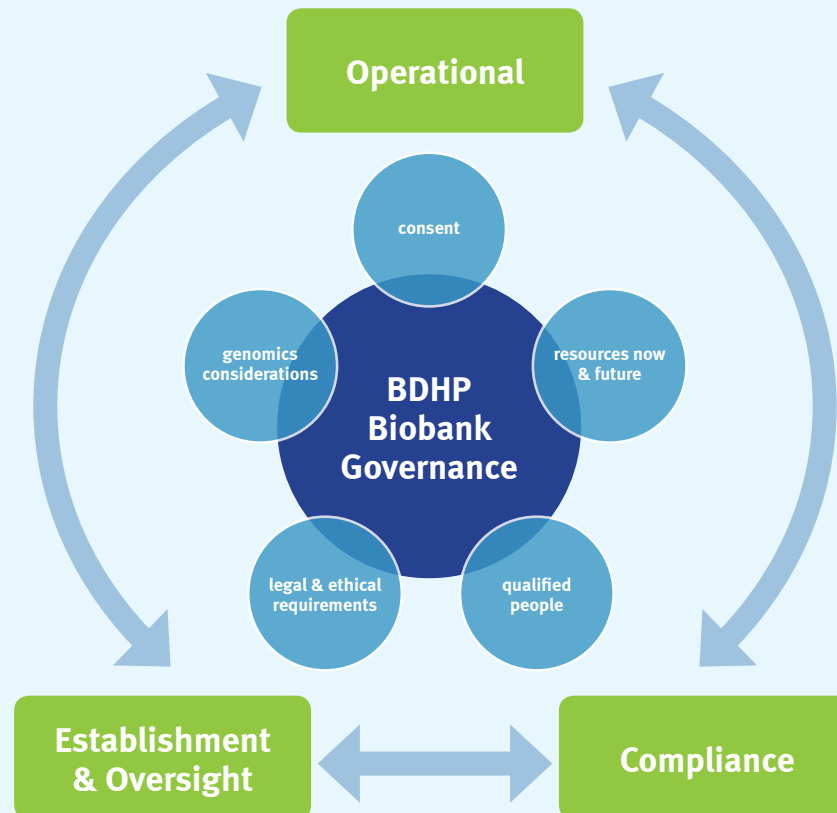 Operational
consent
genomics
considerations
resources now
& future
BDHP
Biobank
Governance
legal & ethical
requirements
qualified
people
Establishment
& Oversight
Compliance